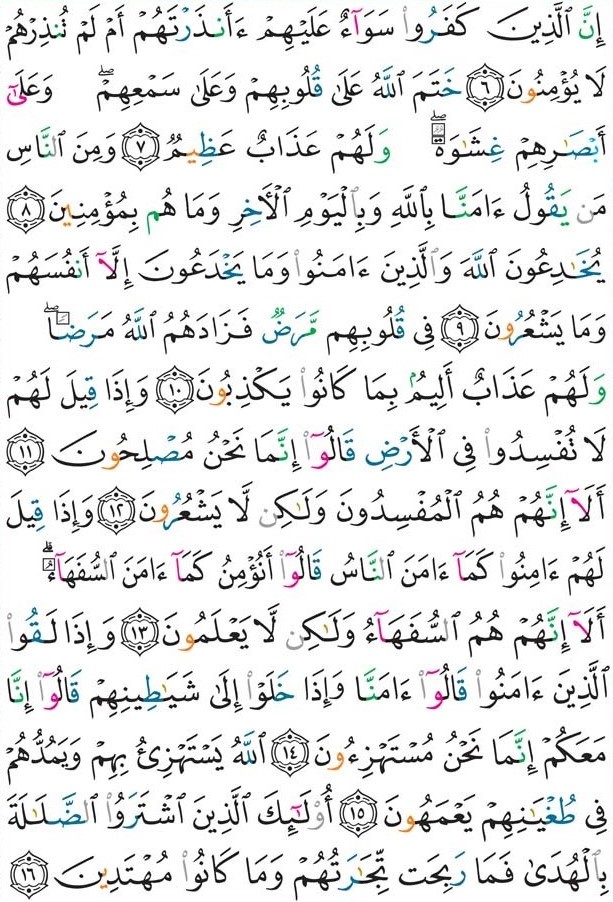 إِنَّ ٱلَّذِينَ كَفَرُوا۟ سَوَآءٌ عَلَيْهِمْ ءَأَنذَرْتَهُمْ أَمْ لَمْ تُنذِرْهُمْ
لَا يُؤْمِنُونَ ٦ خَتَمَ ٱللَّهُ عَلَىٰ قُلُوبِهِمْ وَعَلَىٰ سَمْعِهِمْ ۖ وَعَلَىٰٓ
أَبْصَـٰرِهِمْ غِشَـٰوَةٌ ۖ وَلَهُمْ عَذَابٌ عَظِيمٌ ٧ وَمِنَ ٱلنَّاسِ
مَن يَقُولُ ءَامَنَّا بِٱللَّهِ وَبِٱلْيَوْمِ ٱلْأَخِرِ وَمَا هُم بِمُؤْمِنِينَ ٨
يُخَـٰدِعُونَ ٱللَّهَ وَٱلَّذِينَ ءَامَنُوا۟ وَمَا يَخْدَعُونَ إِلَّآ أَنفُسَهُمْ
وَمَا يَشْعُرُونَ ٩ فِى قُلُوبِهِم مَّرَضٌ فَزَادَهُمُ ٱللَّهُ مَرَضًا ۖ
وَلَهُمْ عَذَابٌ أَلِيمٌۢ بِمَا كَانُوا۟ يَكْذِبُونَ ١٠ وَإِذَا قِيلَ لَهُمْ
لَا تُفْسِدُوا۟ فِى ٱلْأَرْضِ قَالُوٓا۟ إِنَّمَا نَحْنُ مُصْلِحُونَ ١١
أَلَآ إِنَّهُمْ هُمُ ٱلْمُفْسِدُونَ وَلَـٰكِن لَّا يَشْعُرُونَ ١٢ وَإِذَا قِيلَ
لَهُمْ ءَامِنُوا۟ كَمَآ ءَامَنَ ٱلنَّاسُ قَالُوٓا۟ أَنُؤْمِنُ كَمَآ ءَامَنَ ٱلسُّفَهَآءُ ۗ
أَلَآ إِنَّهُمْ هُمُ ٱلسُّفَهَآءُ وَلَـٰكِن لَّا يَعْلَمُونَ ١٣ وَإِذَا لَقُوا۟
ٱلَّذِينَ ءَامَنُوا۟ قَالُوٓا۟ ءَامَنَّا وَإِذَا خَلَوْا۟ إِلَىٰ شَيَـٰطِينِهِمْ قَالُوٓا۟ إِنَّا
مَعَكُمْ إِنَّمَا نَحْنُ مُسْتَهْزِءُونَ ١٤ ٱللَّهُ يَسْتَهْزِئُ بِهِمْ وَيَمُدُّهُمْ
فِى طُغْيَـٰنِهِمْ يَعْمَهُونَ ١٥ أُو۟لَـٰٓئِكَ ٱلَّذِينَ ٱشْتَرَوُا۟ ٱلضَّلَـٰلَةَ
بِٱلْهُدَىٰ فَمَا رَبِحَت تِّجَـٰرَتُهُمْ وَمَا كَانُوا۟ مُهْتَدِينَ ١٦